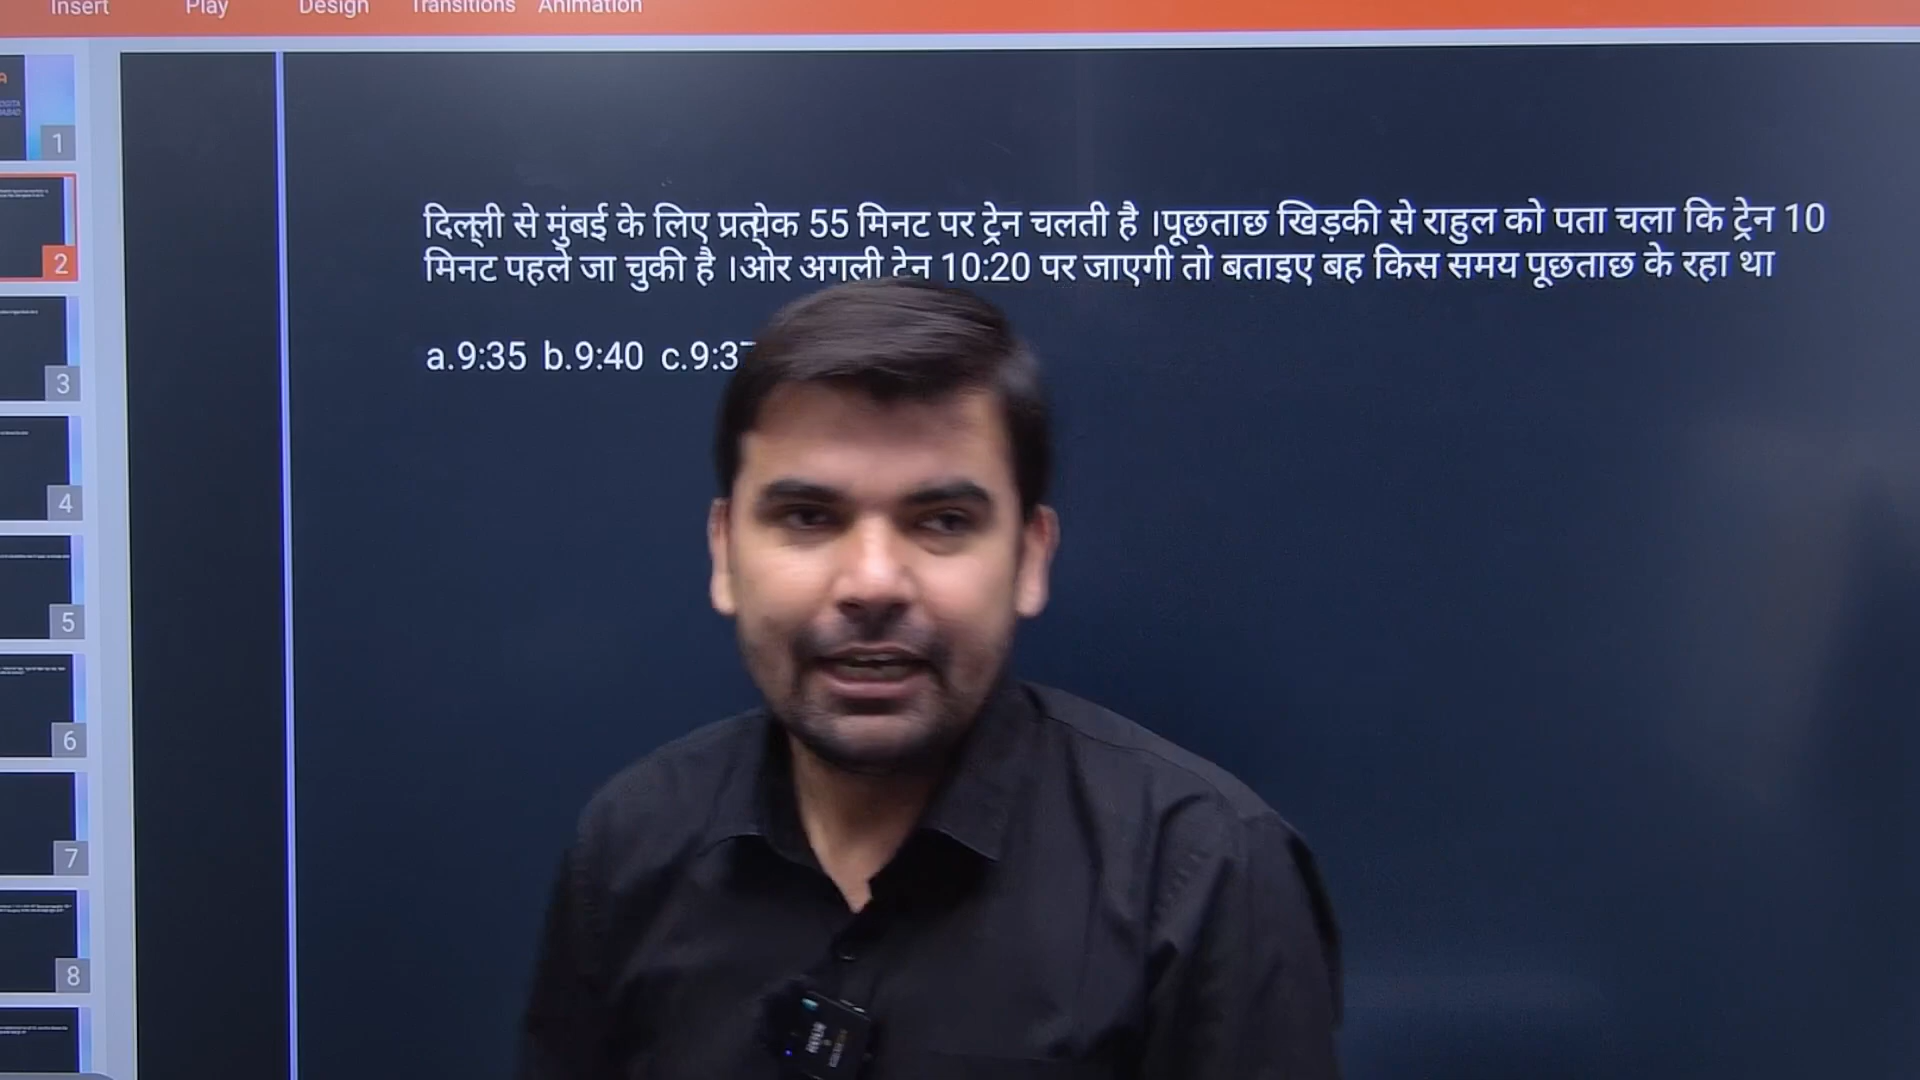 Insert Play Design Transitions Animation
1
2
3
4
5
6
7
8
दिल्ली से मुंबई के लिए प्रत्येक 55 मिनट पर ट्रेन चलती है ।पूछताछ खिड़की से राहुल को पता चला कि ट्रेन 10
मिनट पहले जा चुकी है ।ओर अगली ट्रेन 10:20 पर जाएगी तो बताइए बह किस समय पूछताछ के रहा था
a.9:35 b.9:40